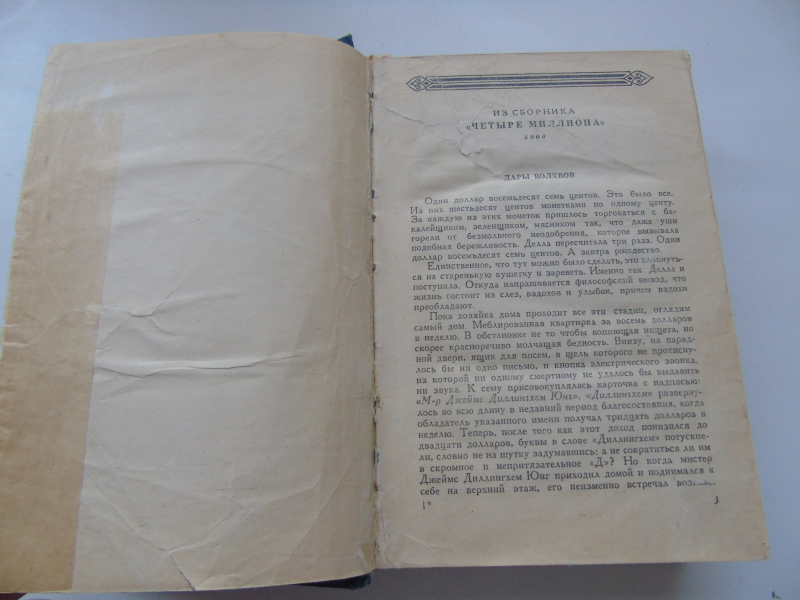 ИЗ СБОРНИКА
«ЧЕТЫРЕ МИЛЛИОНА»
1906
ДАРЫ ВОЛХВОВ
Один доллар восемьдесят семь центов. Это было все.
Из них шестьдесят центов монетками по одному центу.
За каждую из этих монеток пришлось торговаться с ба-
калейщиком, зеленщиком, мясником так, что даже уши
горели от безмолвного неодобрения, которое вызывала
подобная бережливость. Делла пересчитала три раза. Один
доллар восемьдесят семь центов. А завтра рождество.
Единственное, что тут можно было сделать, это хлопнуть-
ся на старенькую кушетку и зареветь. Именно так Делла и
поступила. Откуда напрашивается философский вывод, что
жизнь состоит из слез, вздохов и улыбок, причем вздохи
преобладают.
Пока хозяйка дома проходит все эти стадии, оглядим
самый дом. Меблированная квартирка за восемь долларов
в неделю. В обстановке не то чтобы вопиющая нищета, но
скорее красноречиво молчащая бедность. Внизу, на парад-
ной двери, ящик для писем, в щель которого не протисну-
лось бы ни одно письмо, и кнопка электрического звонка,
из которой ни одному смертному не удалось бы выдавить
ни звука. К сему присовокуплялась карточка с надписью:
«М-р Джеймс Диллингхем Юнг». «Диллингхем» разверну-
лось во всю длину в недавний период благосостояния, когда
обладатель указанного имени получал тридцать долларов в
неделю. Теперь, после того как этот доход понизился до
двадцати долларов, буквы в слове «Диллингхем» потускне-
ли, словно не на шутку задумавшись: а не сократиться ли им
в скромное и непритязательное «Д»? Но когда мистер
Джеймс Диллингхем Юнг приходил домой и поднимался к
себе на верхний этаж, его неизменно встречал
1* 3